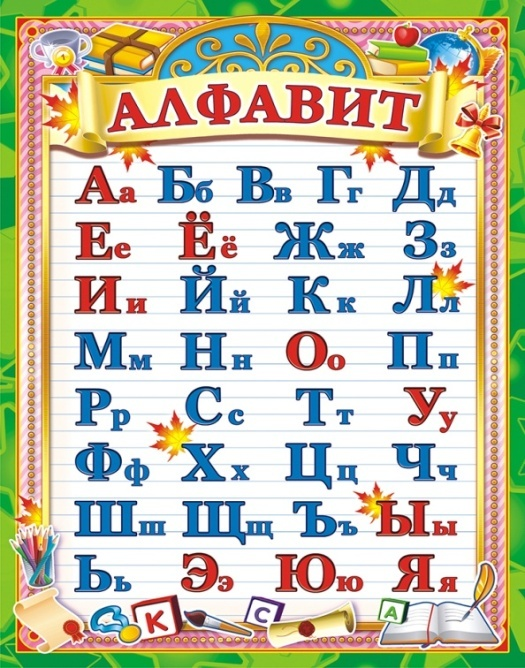 АЛФАВИТ
Аа Бб Вв Гг Дд
Ее Ёё Жж Зз
Ии Йй Кк Лл
Мм Нн Оо Пп
Рр Сс Тт Уу
Фф Хх Цц Чч
Шш Щщ Ъъ Ыы
Ьь Ээ Юю Яя
К С А